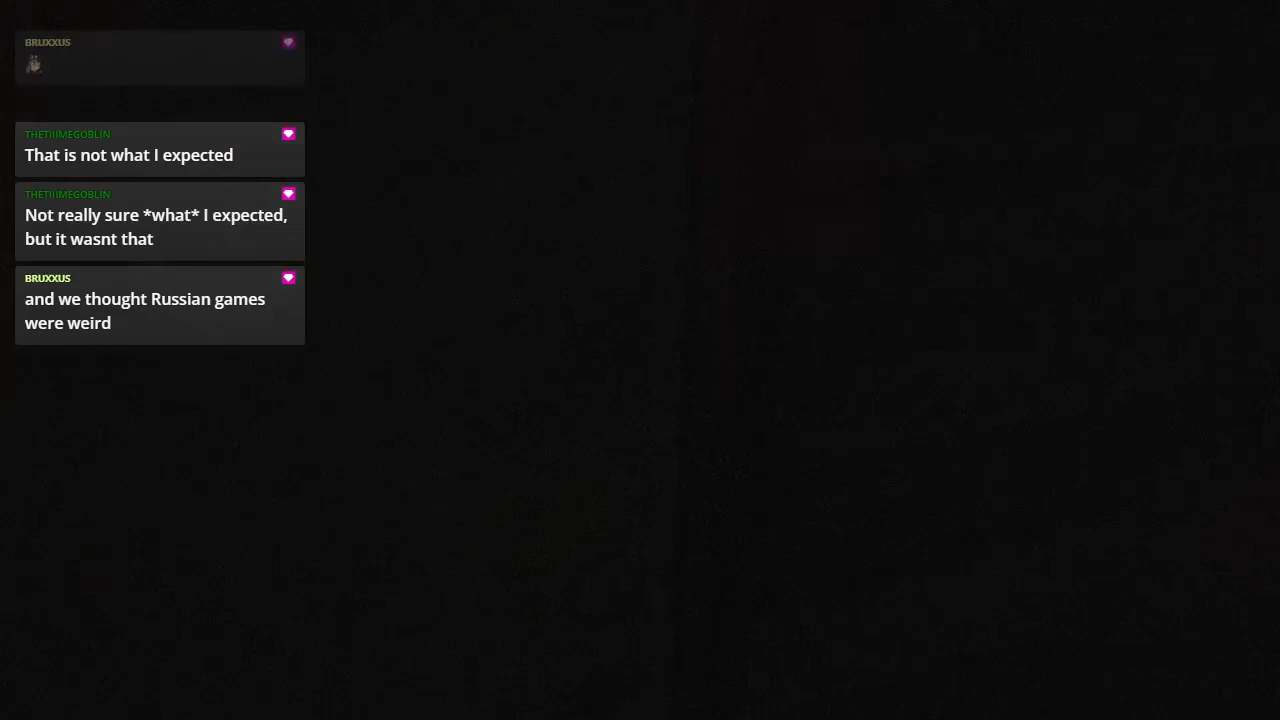 BRUXXUS
THETIIIMEGOBLIN
That is not what I expected
THETIIIMEGOBLIN
Not really sure *what* I expected,
but it wasnt that
BRUXXUS
and we thought Russian games
were weird